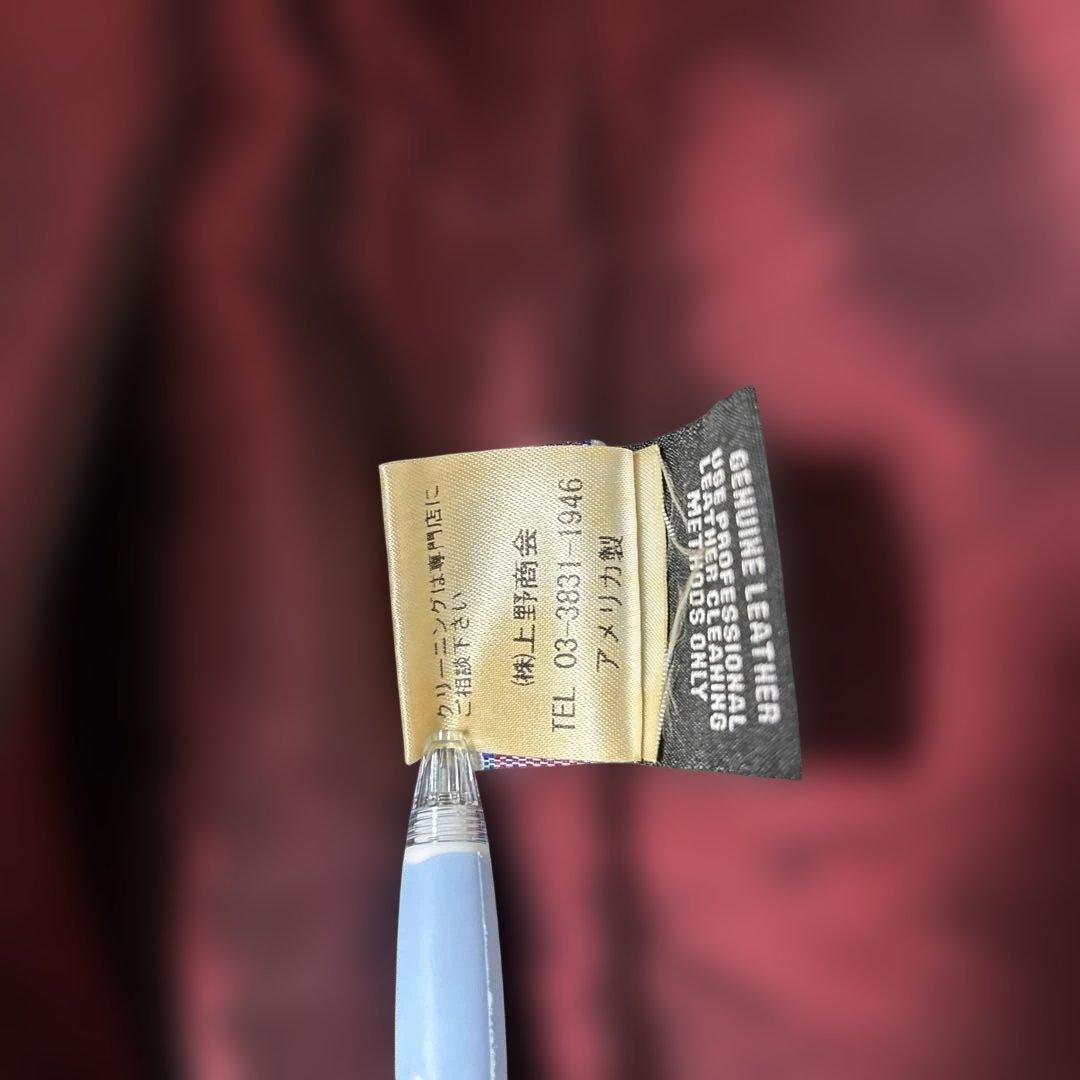 クリーニングは専門店に
ご相談下さい
(株)上野商会
TEL 03-3831-1946
アメリカ製
GENUINE LEATHER
USE PROFESSIONAL
LEATHER CLEANING
METHODS ONLY